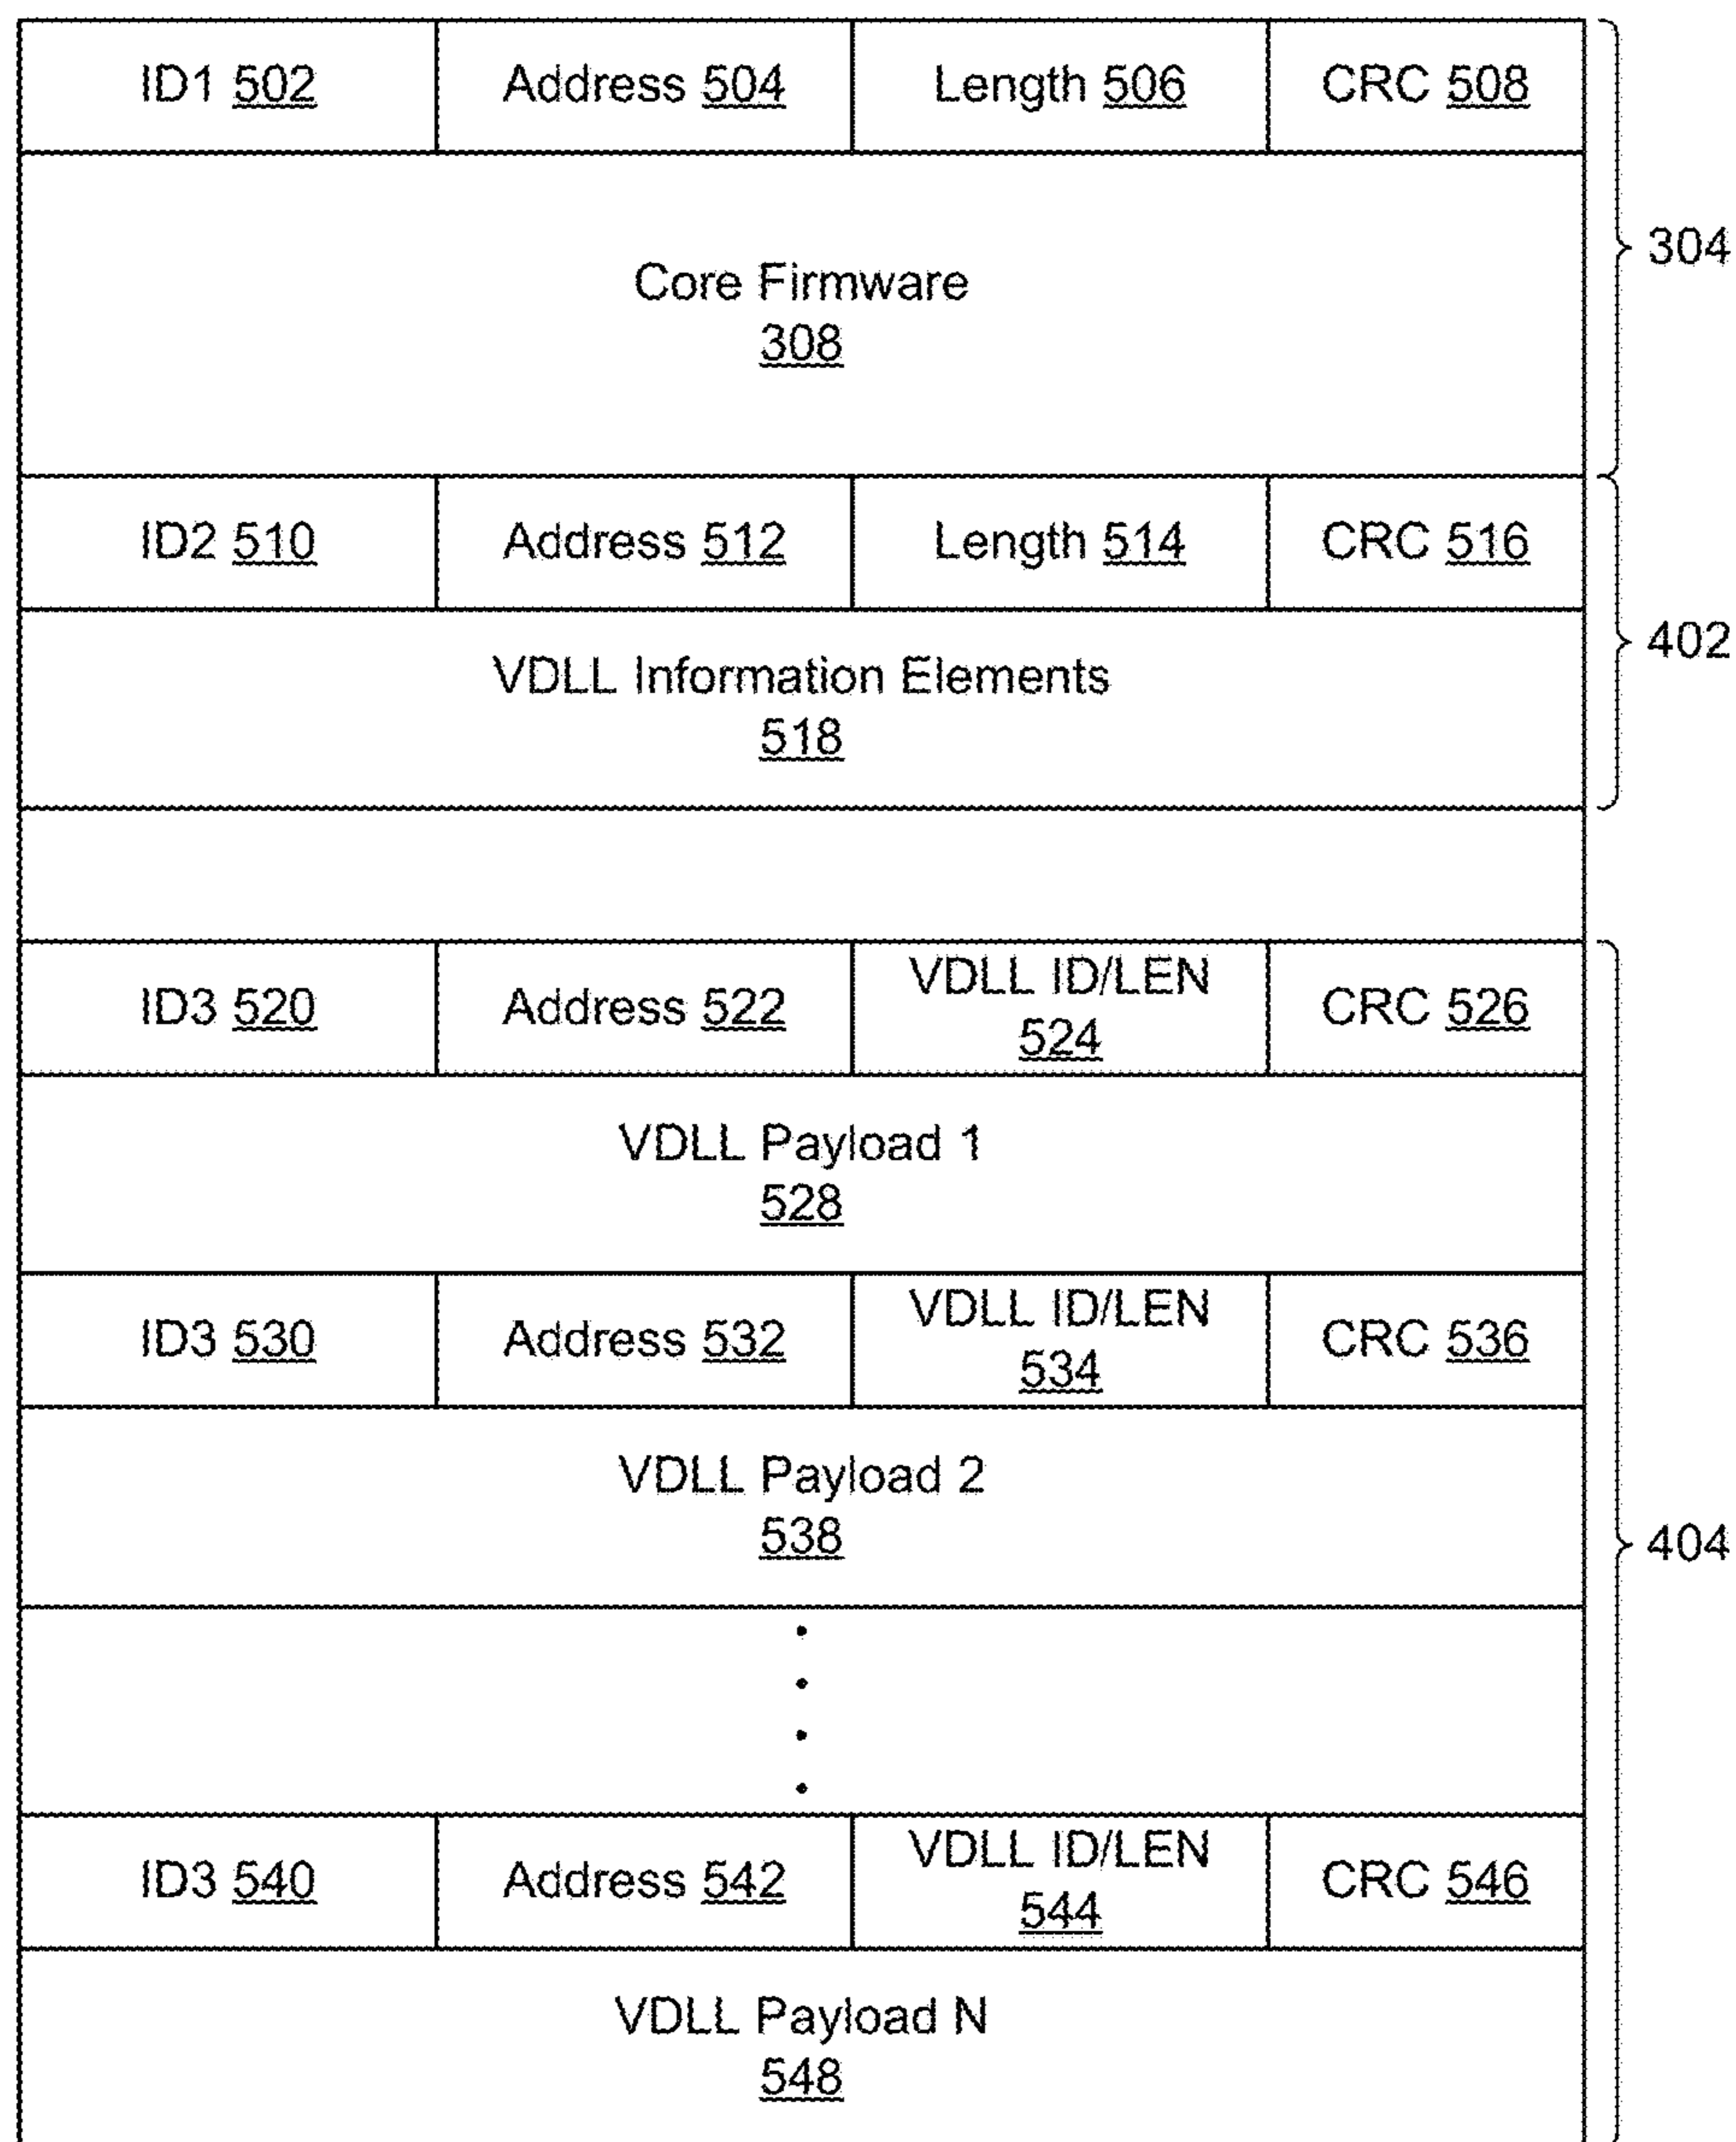 ID1 502 Address 504 Length 506 CRC 508
Core Firmware
308
304
ID2 510 Address 512 Length 514 CRC 516
VDLL Information Elements
518
402
ID3 520 Address 522 VDLL ID/LEN
524 CRC 526
VDLL Payload 1
528
ID3 530 Address 532 VDLL ID/LEN
534 CRC 536
VDLL Payload 2
538
404
ID3 540 Address 542 VDLL ID/LEN
544 CRC 546
VDLL Payload N
548